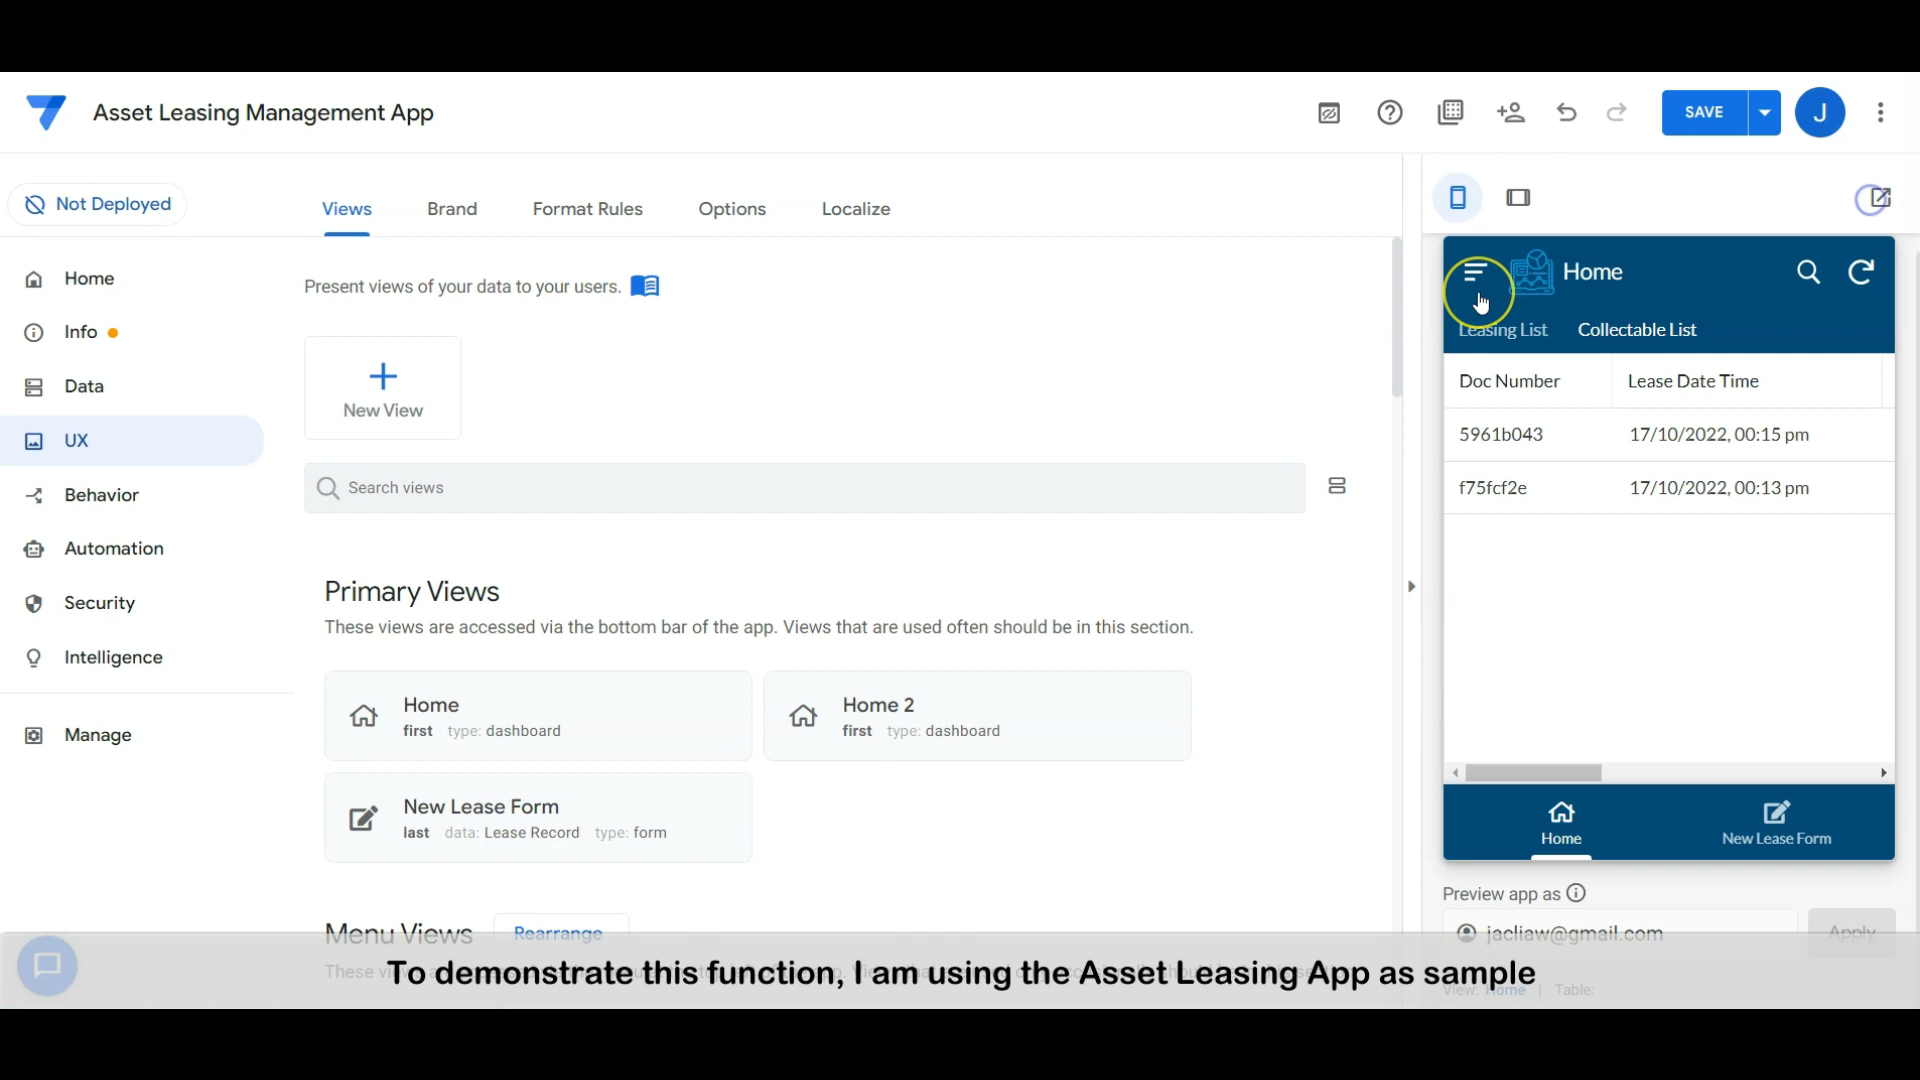 Asset Leasing Management App
SAVE
J
Not Deployed
Views
Brand
Format Rules
Options
Localize
Home
Info
Data
UX
Behavior
Automation
Security
Intelligence
Manage
Present views of your data to your users.
New View
Search views
Primary Views
These views are accessed via the bottom bar of the app. Views that are used often should be in this section.
Home
first type: dashboard
Home 2
first type: dashboard
New Lease Form
last data: Lease Record type: form
Menu Views
Rearrange
Home
Leasing List
Collectable List
Doc Number
Lease Date Time
5961b043
17/10/2022, 00:15 pm
f75fcf2e
17/10/2022, 00:13 pm
Home
New Lease Form
Preview app as
jacliaw@gmail.com
Apply
View: Home | Table:
To demonstrate this function, I am using the Asset Leasing App as sample